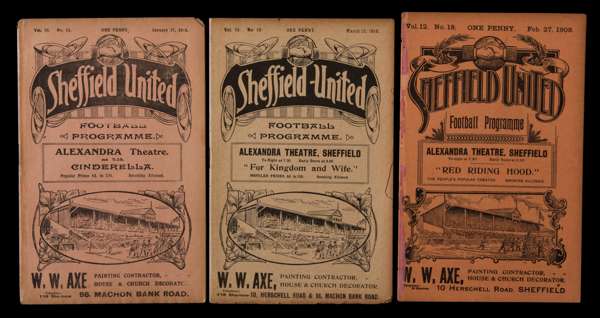 ONE PENNY.
Sheffield United
FOOTBALL
PROGRAMME.
ALEXANDRA Theatre.
CINDERELLA.
W. W. AXE,
PAINTING CONTRACTOR,
HOUSE & CHURCH DECORATOR
MACHON BANK ROAD.
ONE PENNY.
Sheffield United
FOOTBALL
PROGRAMME.
ALEXANDRA THEATRE, SHEFFIELD
"For Kingdom and Wife."
W. W. AXE,
PAINTING CONTRACTOR,
HOUSE & CHURCH DECORATOR
10, HERSCHELL ROAD & MACHON BANK ROAD.
Vol. 12. No. 18. ONE PENNY. Feb. 27, 1909.
SHEFFIELD UNITED
Football Programme
ALEXANDRA THEATRE, SHEFFIELD
"RED RIDING HOOD."
W. W. AXE,
PAINTING CONTRACTOR,
HOUSE & CHURCH DECORATOR
10 HERSCHELL ROAD. SHEFFIELD